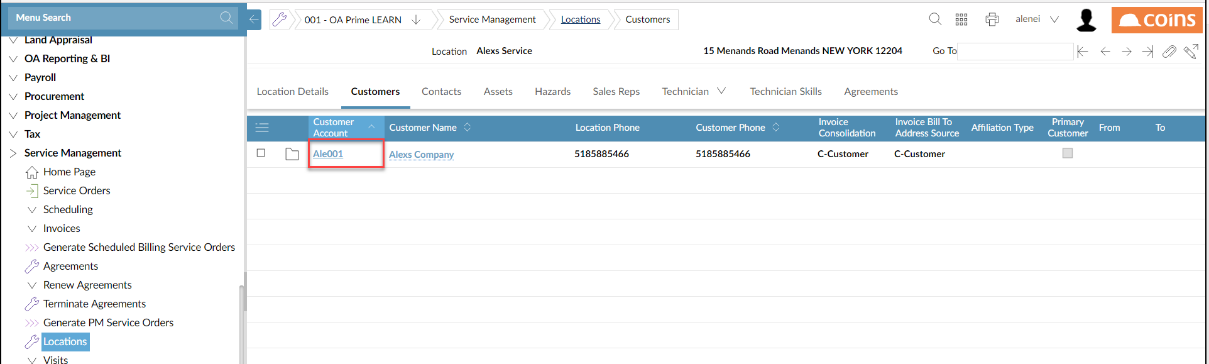 Menu Search
001 - OA Prime LEARN Service Management Locations Customers
alenei
coins
Land Appraisal
OA Reporting & BI
Payroll
Procurement
Project Management
Tax
Service Management
Home Page
Service Orders
Scheduling
Invoices
Generate Scheduled Billing Service Orders
Agreements
Renew Agreements
Terminate Agreements
Generate PM Service Orders
Locations
Visits
Location Alexs Service 15 Menands Road Menands NEW YORK 12204 Go To
Location Details Customers Contacts Assets Hazards Sales Reps Technician Technician Skills Agreements
Customer Account Customer Name Location Phone Customer Phone Invoice Consolidation Invoice Bill To Address Source Affiliation Type Primary Customer From To
Ale001 Alexs Company 5185885466 5185885466 C-Customer C-Customer